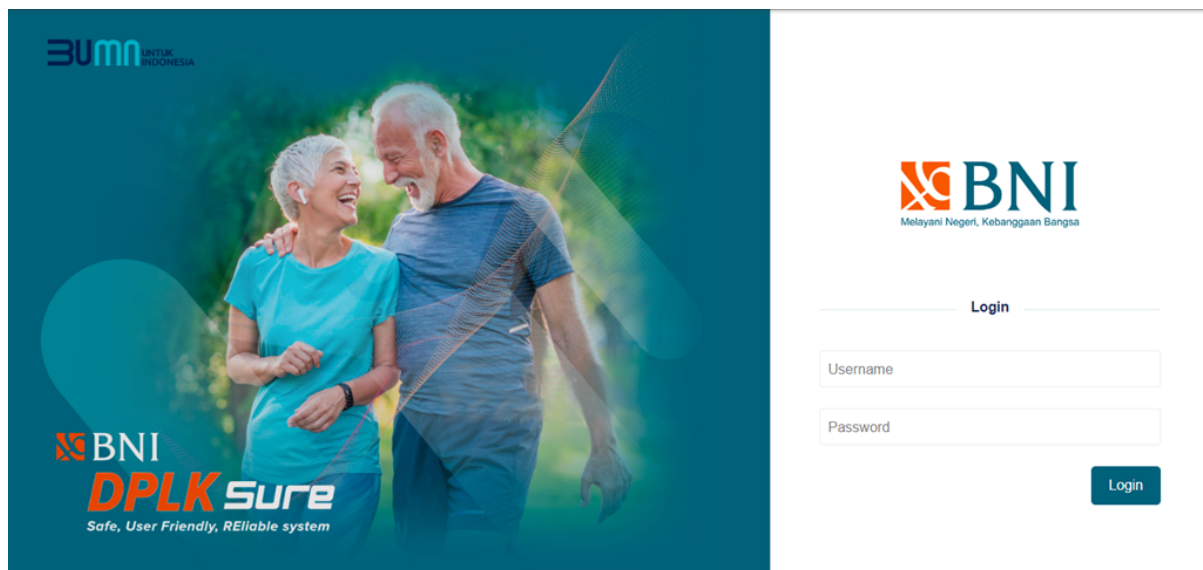 BUMN UNTUK
INDONESIA
BNI
DPLK Sure
Safe, User Friendly, REliable system
BNI
Melayani Negeri, Kebanggaan Bangsa
Login
Username
Password
Login